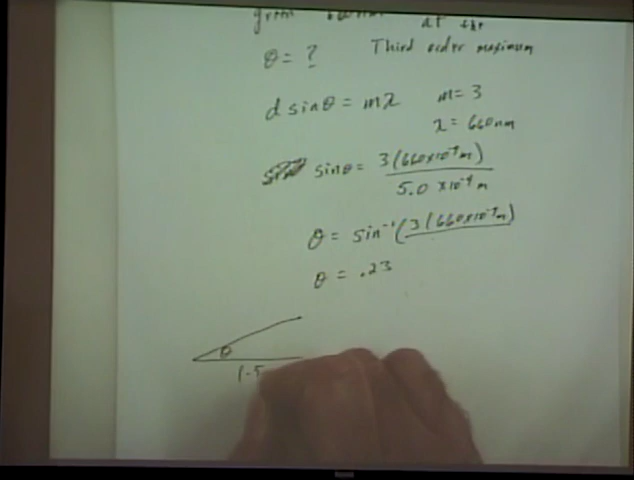 at the
θ = ? Third order maximum
d sinθ = mλ m = 3
λ = 660nm
sinθ = 3(660x10⁻⁹m)
5.0 x10⁻⁴m
θ = sin⁻¹(3(660x10⁻⁹m)
θ = .23
θ
1.5